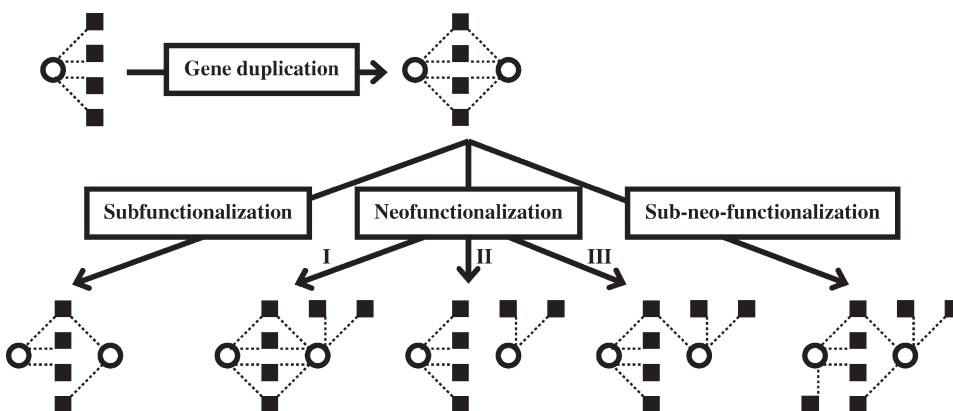 Gene duplication
Subfunctionalization
Neofunctionalization
Sub-neo-functionalization
I
II
III